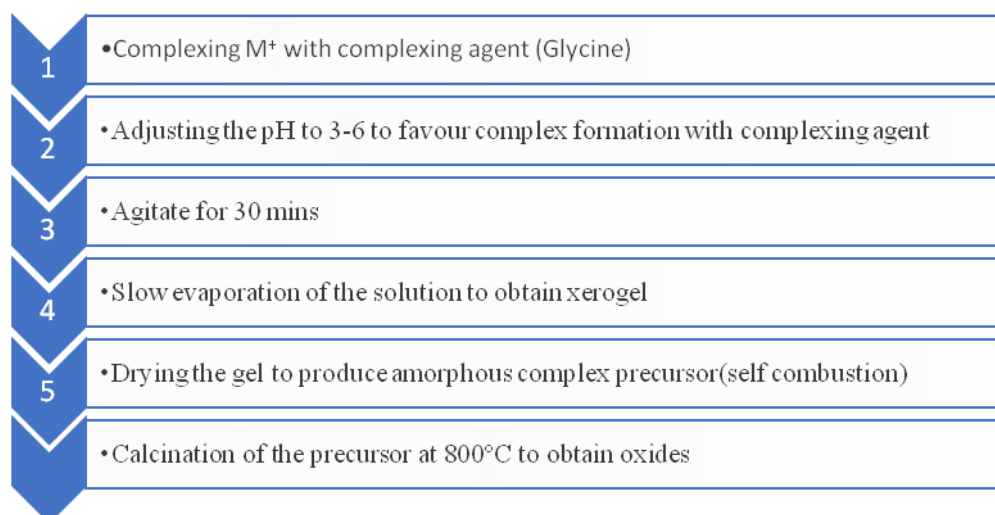 1
•Complexing M⁺ with complexing agent (Glycine)
2
•Adjusting the pH to 3-6 to favour complex formation with complexing agent
3
•Agitate for 30 mins
4
•Slow evaporation of the solution to obtain xerogel
5
•Drying the gel to produce amorphous complex precursor(self combustion)
•Calcination of the precursor at 800°C to obtain oxides